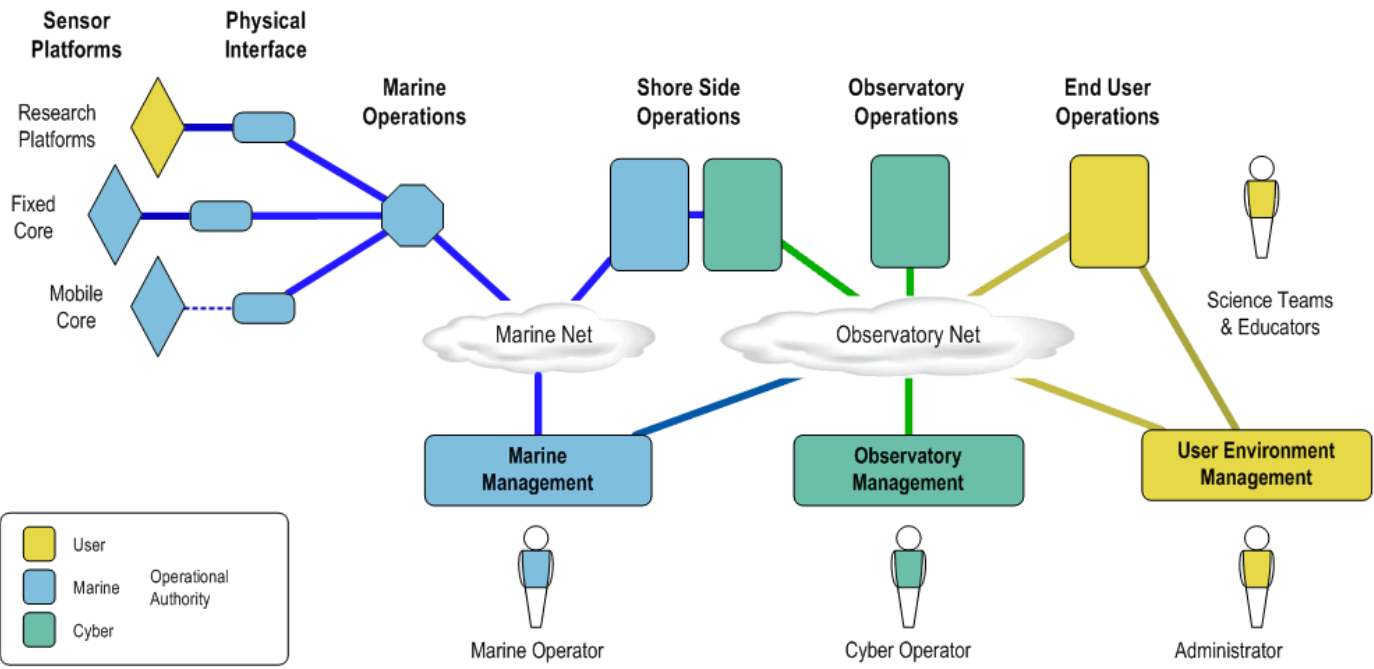 Sensor
Platforms
Physical
Interface
Marine
Operations
Shore Side
Operations
Observatory
Operations
End User
Operations
Research
Platforms
Fixed
Core
Mobile
Core
Science Teams
& Educators
Marine Net
Observatory Net
Marine
Management
Observatory
Management
User Environment
Management
User
Marine
Cyber
Operational
Authority
Marine Operator
Cyber Operator
Administrator